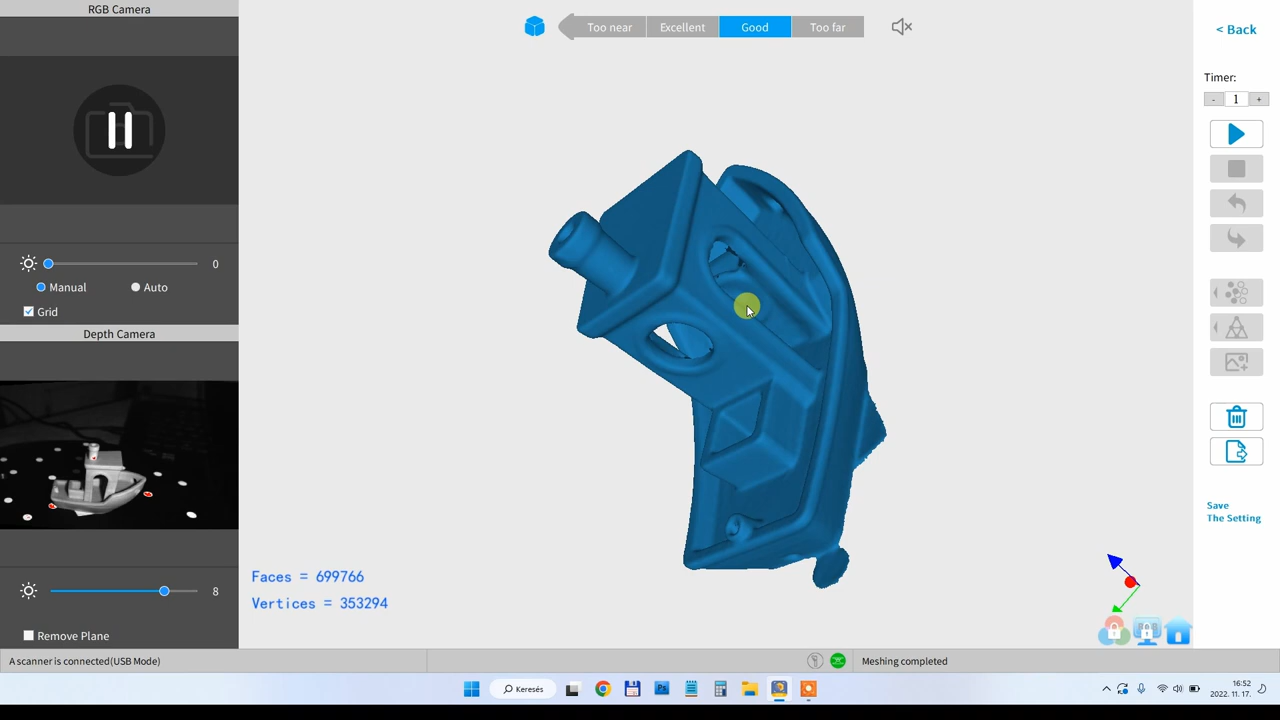 RGB Camera
Too near
Excellent
Good
Too far
< Back
Timer:
- 1 +
0
Manual
Auto
Grid
Depth Camera
8
Remove Plane
Faces = 699766
Vertices = 353294
Save
The Setting
A scanner is connected(USB Mode)
Meshing completed
Keresés
Ps
16:52
2022. 11. 17.